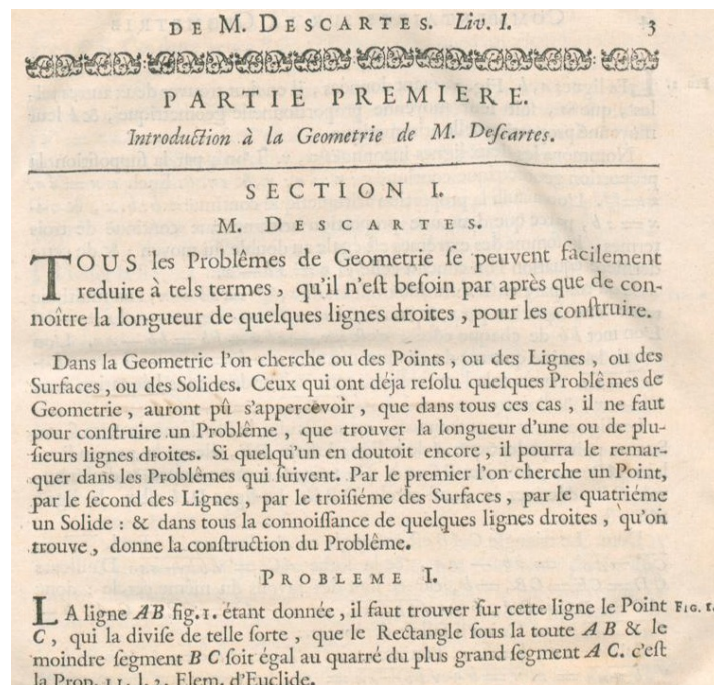 DE M. DESCARTES. Liv. I. 3
PARTIE PREMIERE.
Introduction à la Geometrie de M. Deſcartes.
SECTION I.
M. DESCARTES.
TOUS les Problêmes de Geometrie ſe peuvent facilement
reduire à tels termes, qu'il n'eſt beſoin par après que de con-
noître la longueur de quelques lignes droites, pour les conſtruire.
Dans la Geometrie l'on cherche ou des Points, ou des Lignes, ou des
Surfaces, ou des Solides. Ceux qui ont déja reſolu quelques Problêmes de
Geometrie, auront pû s'appercevoir, que dans tous ces cas, il ne faut
pour conſtruire un Problême, que trouver la longueur d'une ou de plu-
ſieurs lignes droites. Si quelqu'un en doutoit encore, il pourra le remar-
quer dans les Problêmes qui ſuivent. Par le premier l'on cherche un Point,
par le ſecond des Lignes, par le troiſiéme des Surfaces, par le quatriéme
un Solide: & dans tous la connoiſſance de quelques lignes droites, qu'on
trouve, donne la conſtruction du Problême.
PROBLEME I.
LA ligne AB fig. 1. étant donnée, il faut trouver ſur cette ligne le Point FIG. 1.
C, qui la diviſe de telle ſorte, que le Rectangle ſous la toute AB & le
moindre ſegment BC ſoit égal au quarré du plus grand ſegment AC. c'eſt
la Prop. 11. l. 2. Elem. d'Euclide.